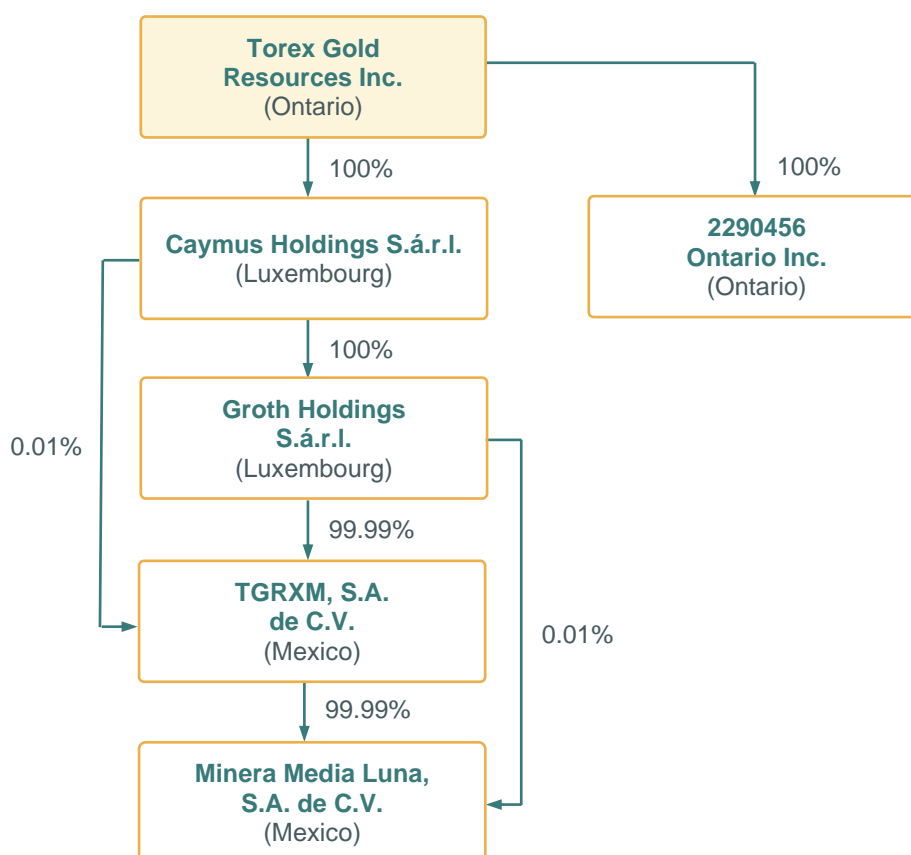 Torex Gold
Resources Inc.
(Ontario)
100%
100%
Caymus Holdings S.á.r.l.
(Luxembourg)
2290456
Ontario Inc.
(Ontario)
100%
Groth Holdings
S.á.r.l.
(Luxembourg)
0.01%
99.99%
TGRXM, S.A.
de C.V.
(Mexico)
0.01%
99.99%
Minera Media Luna,
S.A. de C.V.
(Mexico)